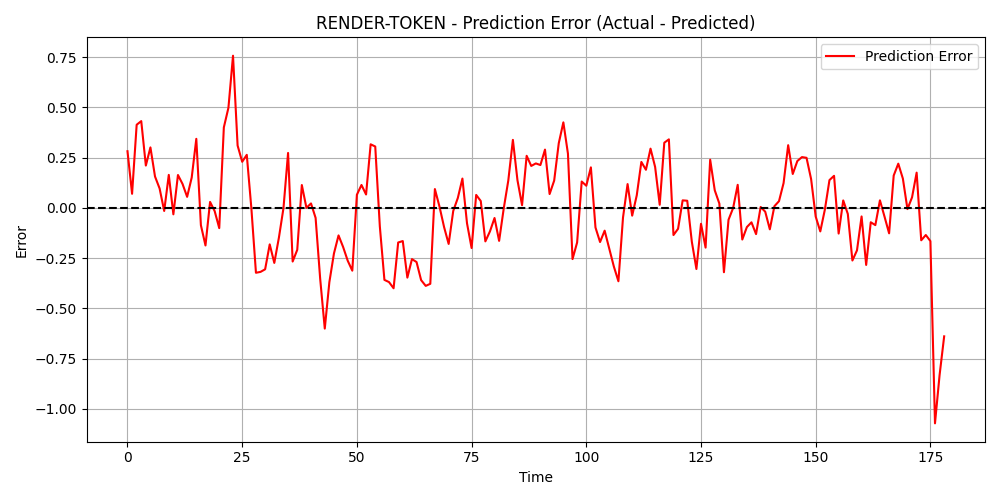 RENDER-TOKEN - Prediction Error (Actual - Predicted)
Prediction Error
0.75
0.50
0.25
0.00
−0.25
−0.50
−0.75
−1.00
Error
0 25 50 75 100 125 150 175
Time